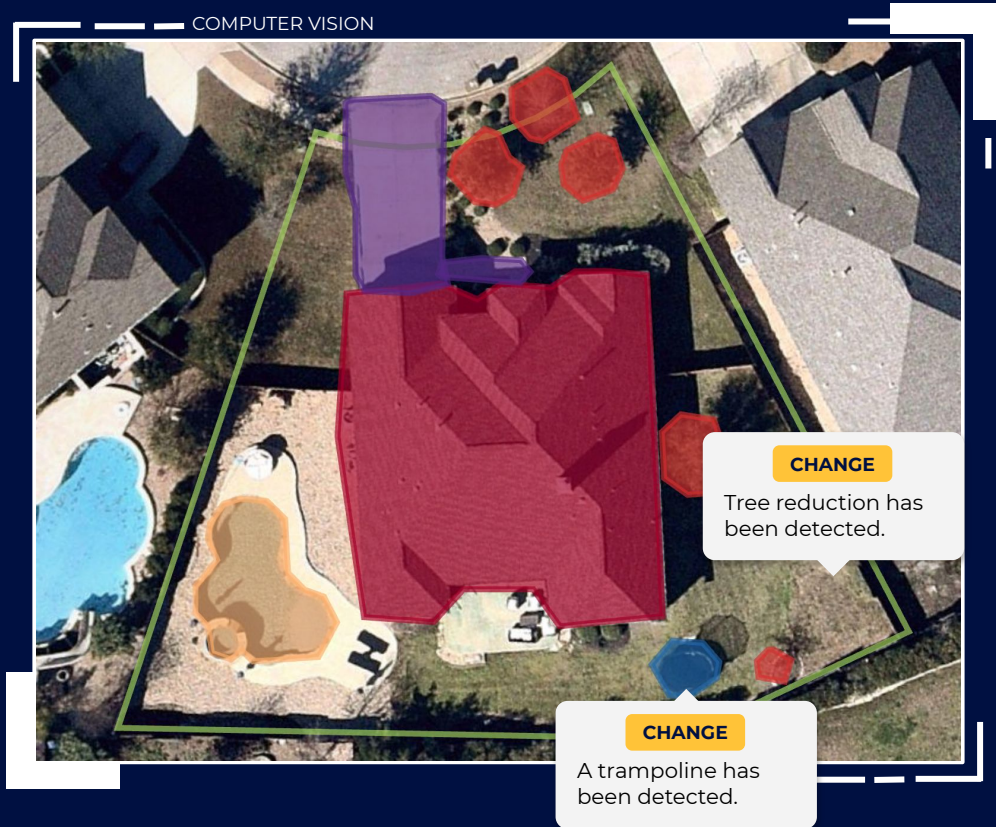 COMPUTER VISION
CHANGE
Tree reduction has
been detected.
CHANGE
A trampoline has
been detected.